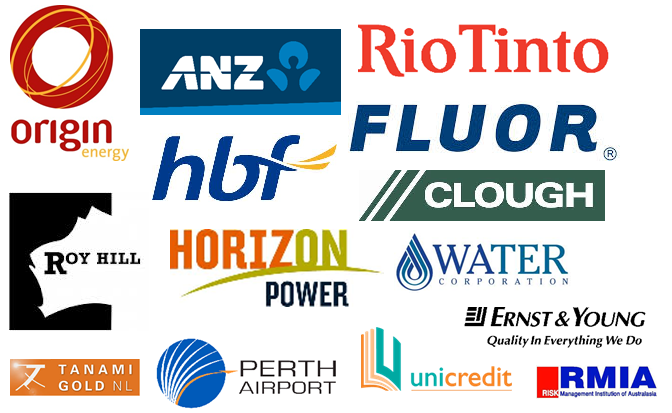 origin
energy
ANZ
RioTinto
FLUOR®
hbf
CLOUGH
ROY HILL
HORIZON
POWER
WATER
CORPORATION
ERNST & YOUNG
Quality In Everything We Do
TANAMI
GOLD NL
PERTH
AIRPORT
unicredit
RMIA
RISK Management Institution of Australasia